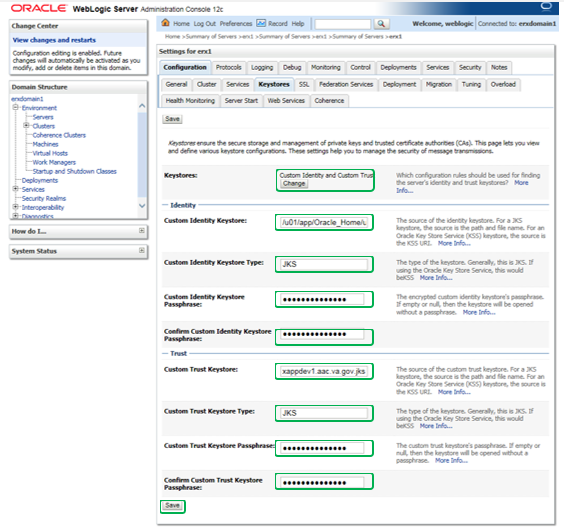 ORACLE WebLogic Server Administration Console 12c
Change Center
View changes and restarts
Configuration editing is enabled. Future
changes will automatically be activated as you
modify, add or delete items in this domain.
Domain Structure
erxdomain1
Environment
Servers
Clusters
Coherence Clusters
Machines
Virtual Hosts
Work Managers
Startup and Shutdown Classes
Deployments
Services
Security Realms
Interoperability
Diagnostics
How do I...
System Status
Home Log Out Preferences Record Help
Welcome, weblogic Connected to: erxdomain1
Home >Summary of Servers >erx1 >Summary of Servers >erx1 >Summary of Servers >erx1
Settings for erx1
Configuration Protocols Logging Debug Monitoring Control Deployments Services Security Notes
General Cluster Services Keystores SSL Federation Services Deployment Migration Tuning Overload
Health Monitoring Server Start Web Services Coherence
Save
Keystores ensure the secure storage and management of private keys and trusted certificate authorities (CAs). This page lets you view
and define various keystore configurations. These settings help you to manage the security of message transmissions.
Keystores:
Custom Identity and Custom Trust
Change
Which configuration rules should be used for finding
the server's identity and trust keystores? More
Info...
Identity
Custom Identity Keystore:
/u01/app/Oracle_Home/u
The source of the identity keystore. For a JKS
keystore, the source is the path and file name. For an
Oracle Key Store Service (KSS) keystore, the source is
the KSS URI. More Info...
Custom Identity Keystore Type:
JKS
The type of the keystore. Generally, this is JKS. If
using the Oracle Key Store Service, this would
beKSS More Info...
Custom Identity Keystore
Passphrase:
●●●●●●●●●●●●●●
The encrypted custom identity keystore's passphrase.
If empty or null, then the keystore will be opened
without a passphrase. More Info...
Confirm Custom Identity Keystore
Passphrase:
●●●●●●●●●●●●●●
Trust
Custom Trust Keystore:
xappdev1.aac.va.gov.jks
The source of the custom trust keystore. For a JKS
keystore, the source is the path and file name. For an
Oracle Key Store Service (KSS) keystore, the source is
the KSS URI. More Info...
Custom Trust Keystore Type:
JKS
The type of the keystore. Generally, this is JKS. If
using the Oracle Key Store Service, this would
beKSS More Info...
Custom Trust Keystore Passphrase:
●●●●●●●●●●●●●●
The custom trust keystore's passphrase. If empty or
null, then the keystore will be opened without a
passphrase. More Info...
Confirm Custom Trust Keystore
Passphrase:
●●●●●●●●●●●●●●
Save